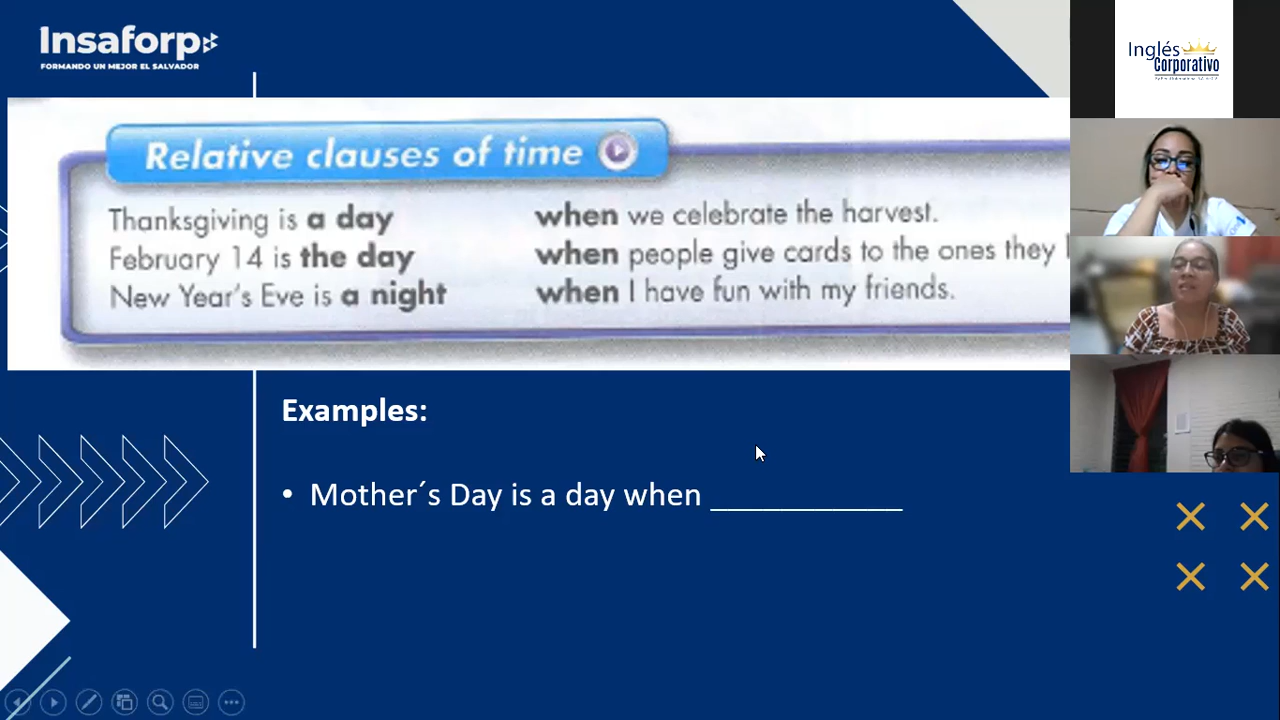 Insaforp
FORMANDO UN MEJOR EL SALVADOR
Inglés
Corporativo
Relative clauses of time
Thanksgiving is a day when we celebrate the harvest.
February 14 is the day when people give cards to the ones they
New Year's Eve is a night when I have fun with my friends.
Examples:
• Mother´s Day is a day when ____________